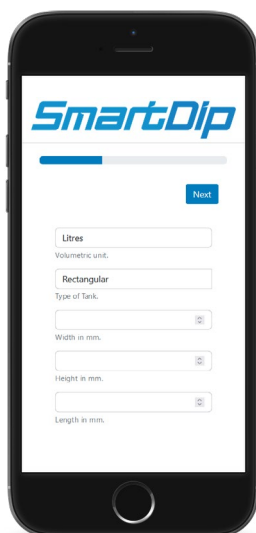 SmartDip
Next
Litres
Volumetric unit.
Rectangular
Type of Tank.
Width in mm.
Height in mm.
Length in mm.